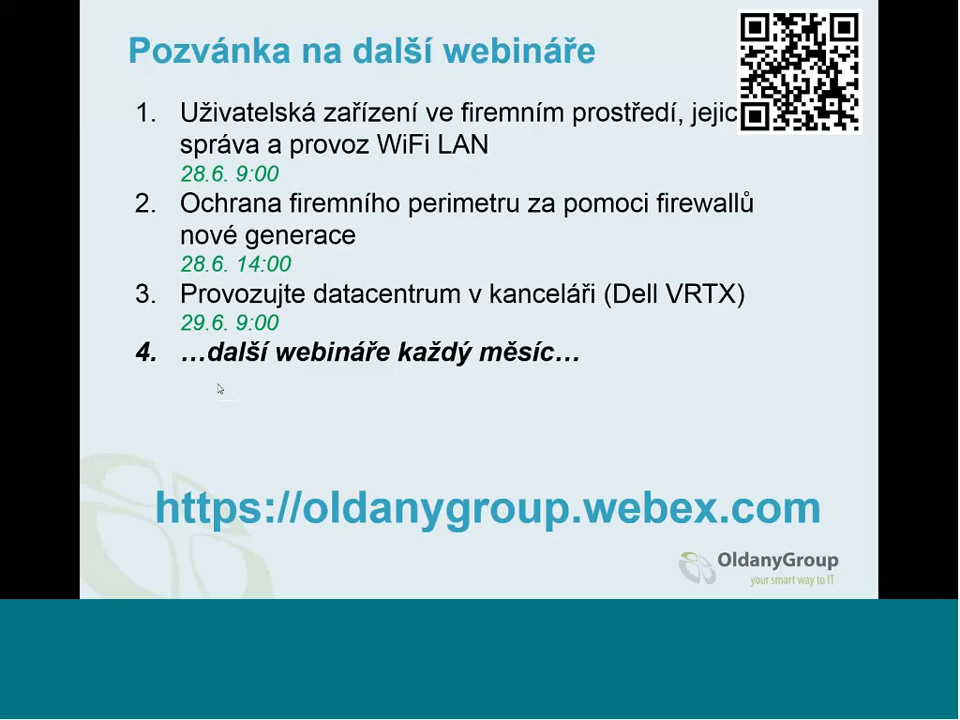 Pozvánka na další webináře
1. Uživatelská zařízení ve firemním prostředí, jejic
správa a provoz WiFi LAN
28.6. 9:00
2. Ochrana firemního perimetru za pomoci firewallů
nové generace
28.6. 14:00
3. Provozujte datacentrum v kanceláři (Dell VRTX)
29.6. 9:00
4. …další webináře každý měsíc…
https://oldanygroup.webex.com
OldanyGroup
your smart way to IT